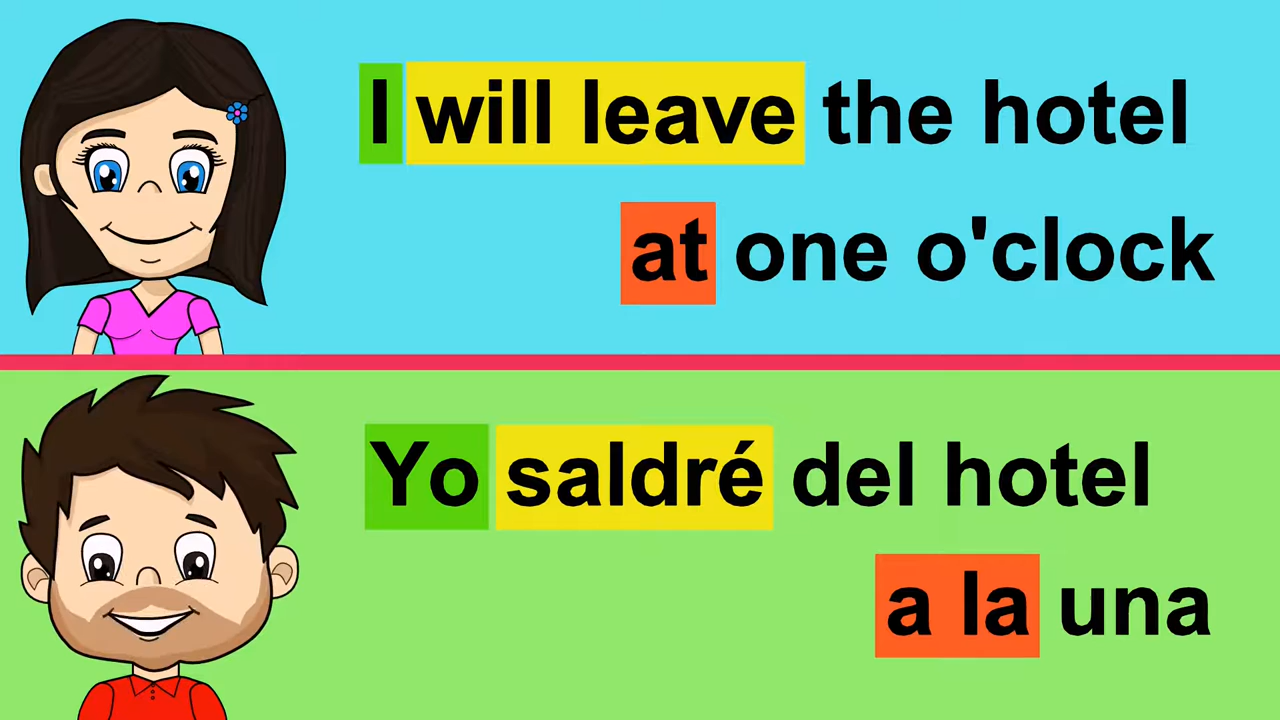 I will leave the hotel
at one o'clock
Yo saldré del hotel
a la una